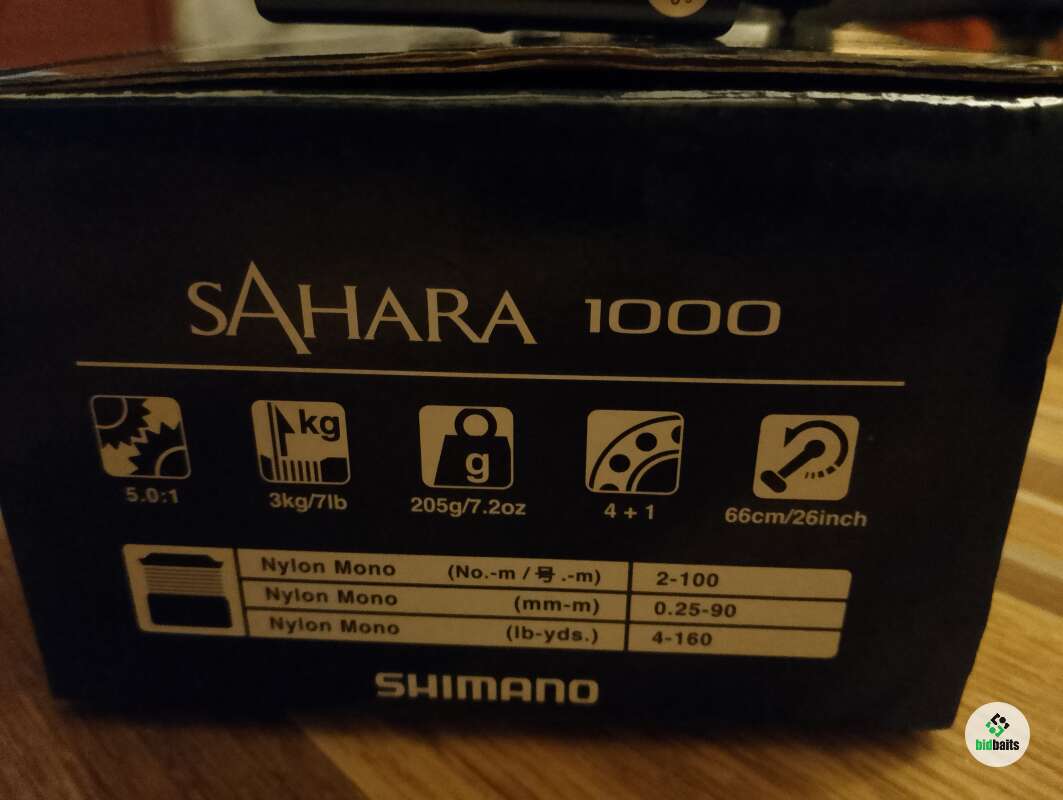 SAHARA 1000
kg
g
5.0:1
3kg/7lb
205g/7.2oz
4 + 1
66cm/26inch
Nylon Mono (No.-m / 号.-m) 2-100
Nylon Mono (mm-m) 0.25-90
Nylon Mono (lb-yds.) 4-160
SHIMANO
bidbaits